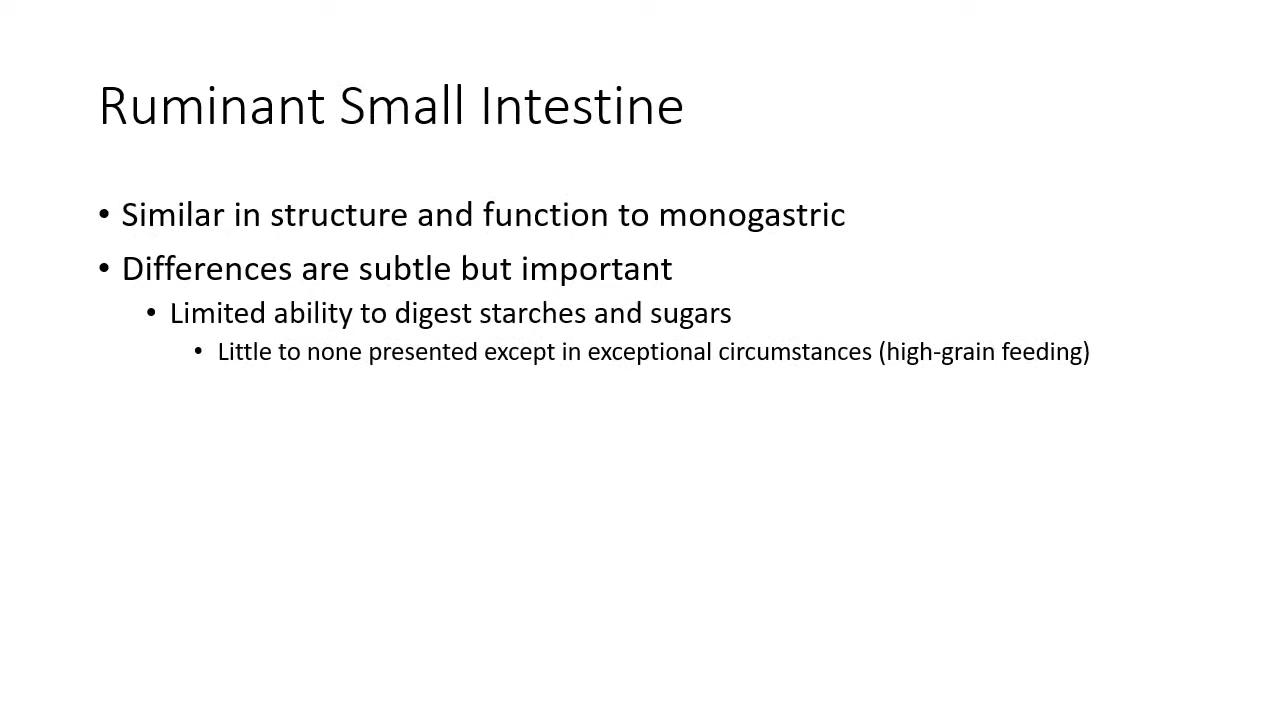 Ruminant Small Intestine
• Similar in structure and function to monogastric
• Differences are subtle but important
• Limited ability to digest starches and sugars
• Little to none presented except in exceptional circumstances (high-grain feeding)